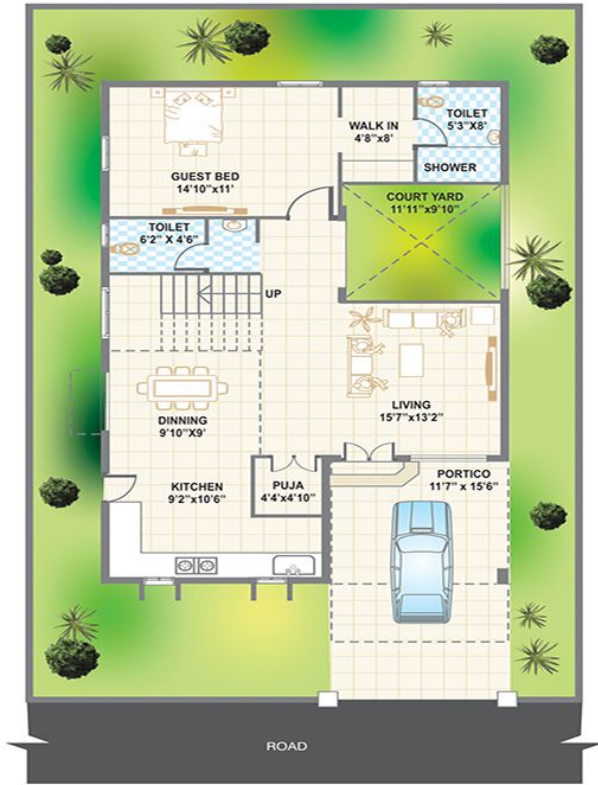 WALK IN
4'8"x8'
TOILET
5'3"X8'
SHOWER
GUEST BED
14'10"x11'
COURT YARD
11'11"x9'10"
TOILET
6'2" X 4'6"
UP
LIVING
15'7"x13'2"
DINNING
9'10"X9'
KITCHEN
9'2"x10'6"
PUJA
4'4'x4'10"
PORTICO
11'7" x 15'6"
ROAD